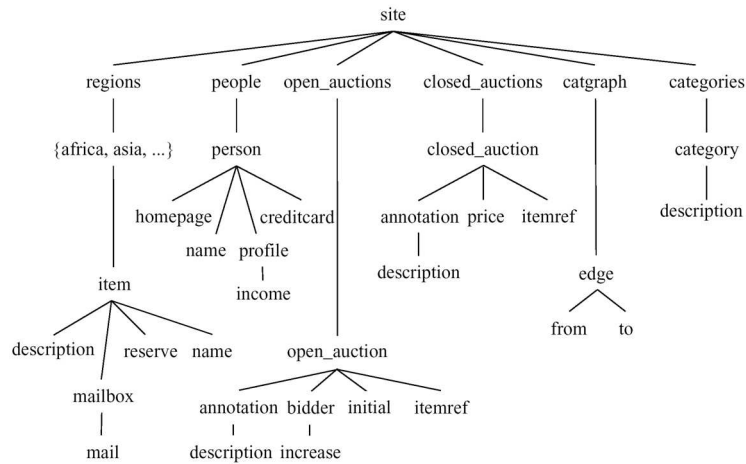 site
regions people open_auctions closed_auctions catgraph categories
{africa, asia, ...} person closed_auction category
homepage creditcard annotation price itemref description
name profile
description edge
item income
from to
description reserve name open_auction
mailbox annotation bidder initial itemref
mail description increase